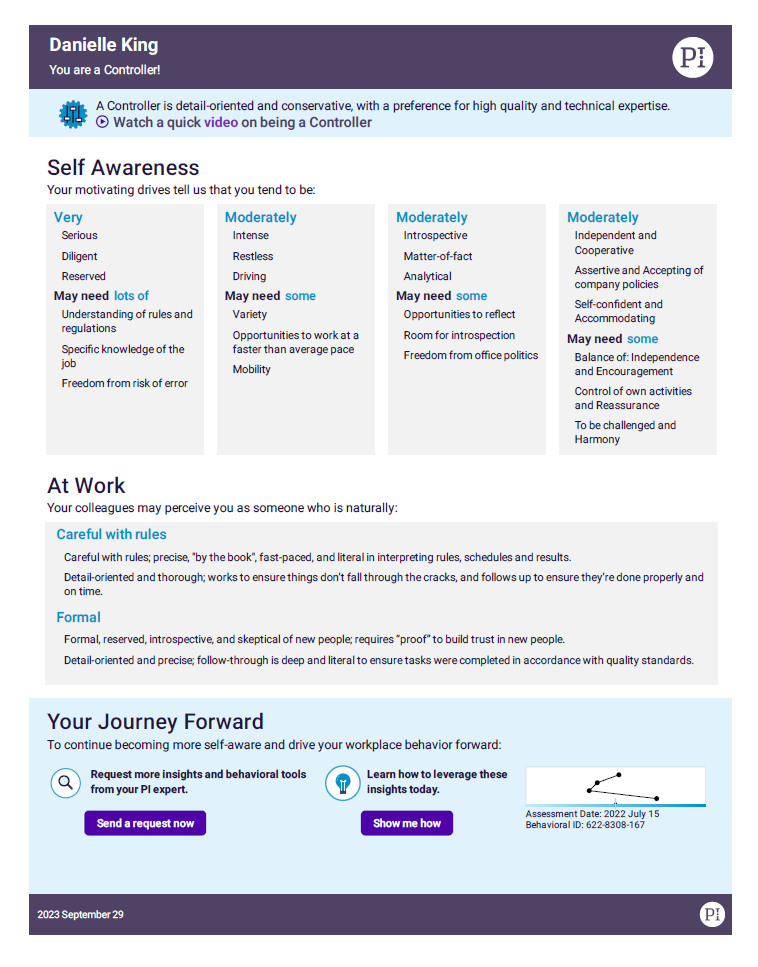 Danielle King
You are a Controller!
PI
A Controller is detail-oriented and conservative, with a preference for high quality and technical expertise.
Watch a quick video on being a Controller
Self Awareness
Your motivating drives tell us that you tend to be:
Very
Serious
Diligent
Reserved
May need lots of
Understanding of rules and
regulations
Specific knowledge of the
job
Freedom from risk of error
Moderately
Intense
Restless
Driving
May need some
Variety
Opportunities to work at a
faster than average pace
Mobility
Moderately
Introspective
Matter-of-fact
Analytical
May need some
Opportunities to reflect
Room for introspection
Freedom from office politics
Moderately
Independent and
Cooperative
Assertive and Accepting of
company policies
Self-confident and
Accommodating
May need some
Balance of: Independence
and Encouragement
Control of own activities
and Reassurance
To be challenged and
Harmony
At Work
Your colleagues may perceive you as someone who is naturally:
Careful with rules
Careful with rules; precise, "by the book", fast-paced, and literal in interpreting rules, schedules and results.
Detail-oriented and thorough; works to ensure things don’t fall through the cracks, and follows up to ensure they’re done properly and
on time.
Formal
Formal, reserved, introspective, and skeptical of new people; requires “proof” to build trust in new people.
Detail-oriented and precise; follow-through is deep and literal to ensure tasks were completed in accordance with quality standards.
Your Journey Forward
To continue becoming more self-aware and drive your workplace behavior forward:
Request more insights and behavioral tools
from your PI expert.
Send a request now
Learn how to leverage these
insights today.
Show me how
Assessment Date: 2022 July 15
Behavioral ID: 622-8308-167
2023 September 29
PI